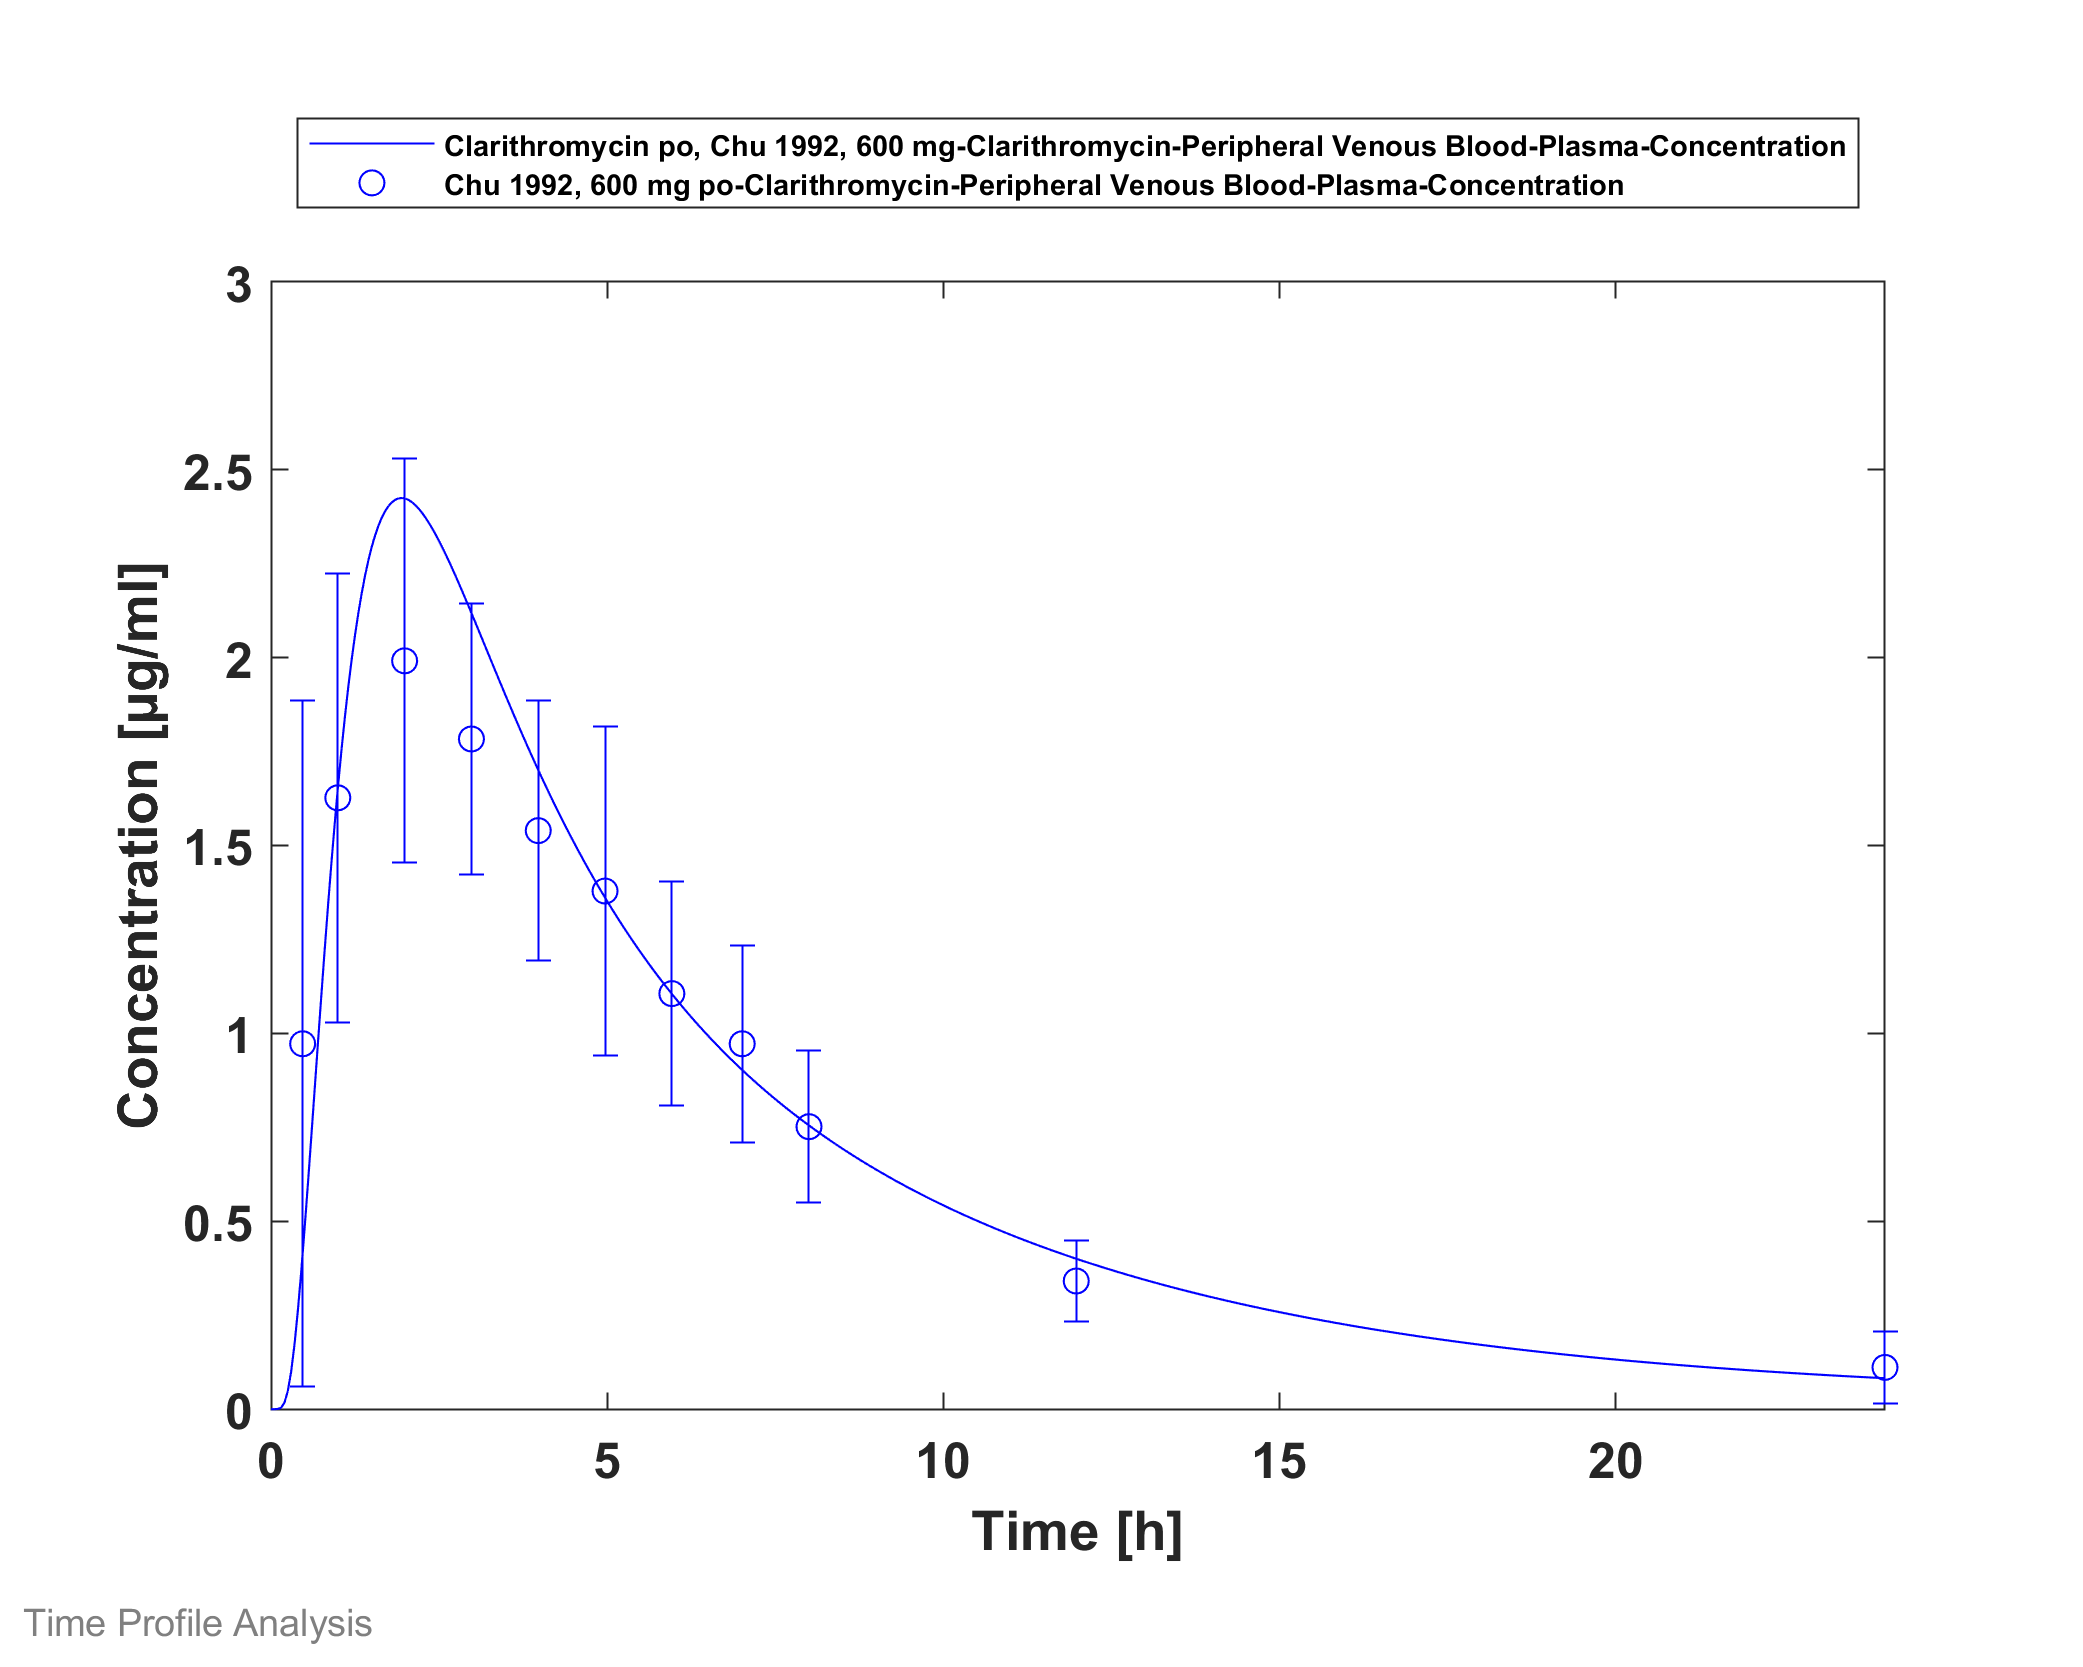 Clarithromycin po, Chu 1992, 600 mg-Clarithromycin-Peripheral Venous Blood-Plasma-Concentration
Chu 1992, 600 mg po-Clarithromycin-Peripheral Venous Blood-Plasma-Concentration
3
2.5
2
1.5
1
0.5
0
Concentration [µg/ml]
0 5 10 15 20
Time [h]
Time Profile Analysis